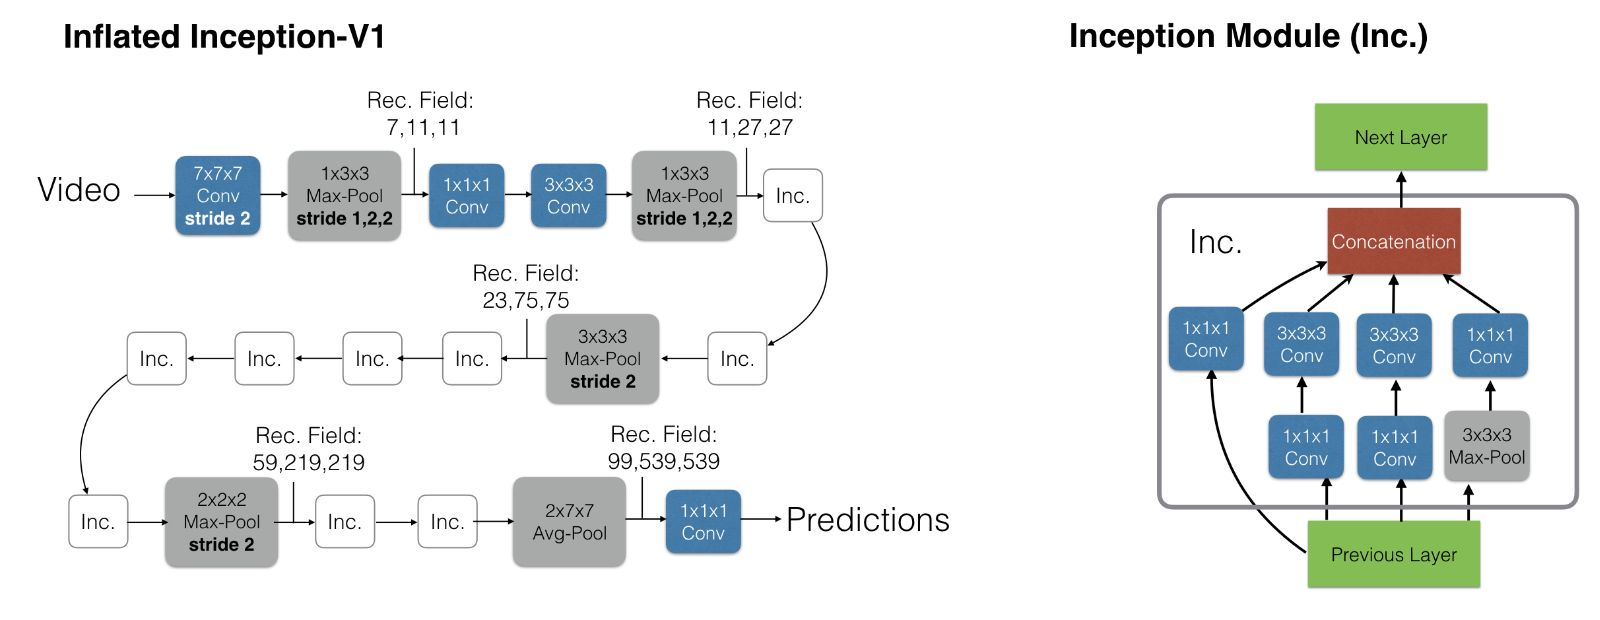 Inflated Inception-V1
Rec. Field:
7,11,11
Rec. Field:
11,27,27
Video
7x7x7
Conv
stride 2
1x3x3
Max-Pool
stride 1,2,2
1x1x1
Conv
3x3x3
Conv
1x3x3
Max-Pool
stride 1,2,2
Inc.
Rec. Field:
23,75,75
Inc.
Inc.
Inc.
Inc.
3x3x3
Max-Pool
stride 2
Inc.
Rec. Field:
59,219,219
Rec. Field:
99,539,539
Inc.
2x2x2
Max-Pool
stride 2
Inc.
Inc.
2x7x7
Avg-Pool
1x1x1
Conv
Predictions
Inception Module (Inc.)
Next Layer
Inc.
Concatenation
1x1x1
Conv
3x3x3
Conv
3x3x3
Conv
1x1x1
Conv
1x1x1
Conv
1x1x1
Conv
3x3x3
Max-Pool
Previous Layer